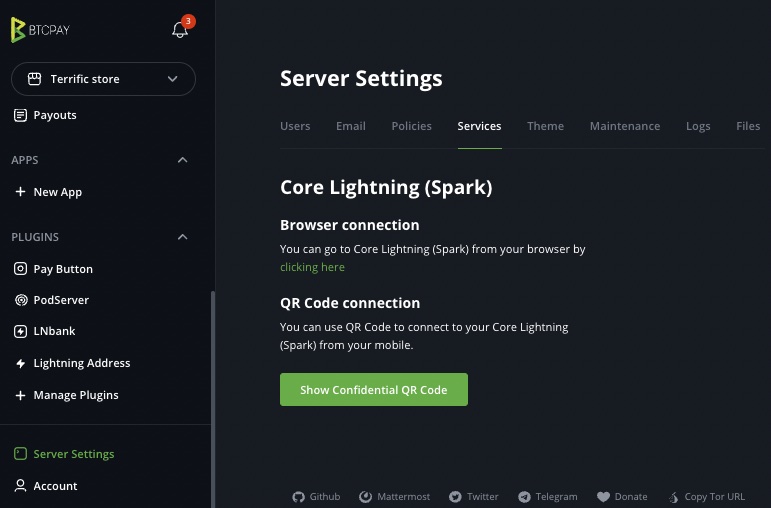 BTCPAY
3
Terrific store
Payouts
APPS
New App
PLUGINS
Pay Button
PodServer
LNbank
Lightning Address
Manage Plugins
Server Settings
Account
Server Settings
Users Email Policies Services Theme Maintenance Logs Files
Core Lightning (Spark)
Browser connection
You can go to Core Lightning (Spark) from your browser by
clicking here
QR Code connection
You can use QR Code to connect to your Core Lightning
(Spark) from your mobile.
Show Confidential QR Code
Github Mattermost Twitter Telegram Donate Copy Tor URL